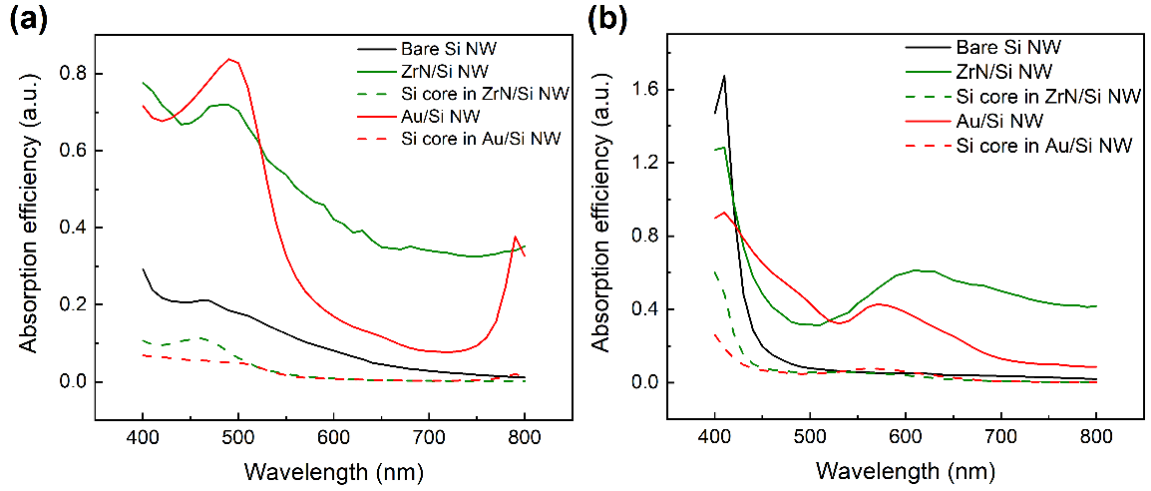 (a)
Absorption efficiency (a.u.)
0.8
0.6
0.4
0.2
0.0
Bare Si NW
ZrN/Si NW
Si core in ZrN/Si NW
Au/Si NW
Si core in Au/Si NW
400 500 600 700 800
Wavelength (nm)
(b)
Absorption efficiency (a.u.)
1.6
1.2
0.8
0.4
0.0
Bare Si NW
ZrN/Si NW
Si core in ZrN/Si NW
Au/Si NW
Si core in Au/Si NW
400 500 600 700 800
Wavelength (nm)